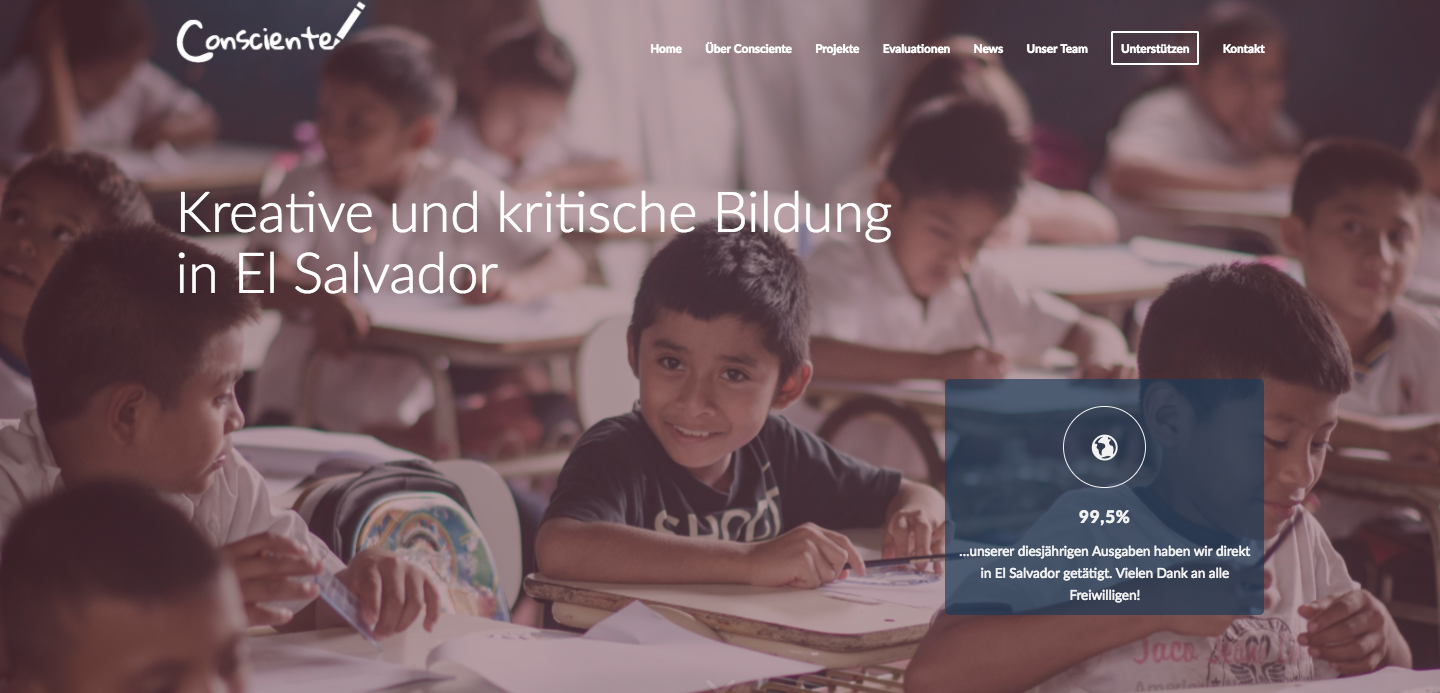 Consciente
Home Über Consciente Projekte Evaluationen News Unser Team Unterstützen Kontakt
Kreative und kritische Bildung
in El Salvador
99,5%
...unserer diesjährigen Ausgaben haben wir direkt
in El Salvador getätigt. Vielen Dank an alle
Freiwilligen!